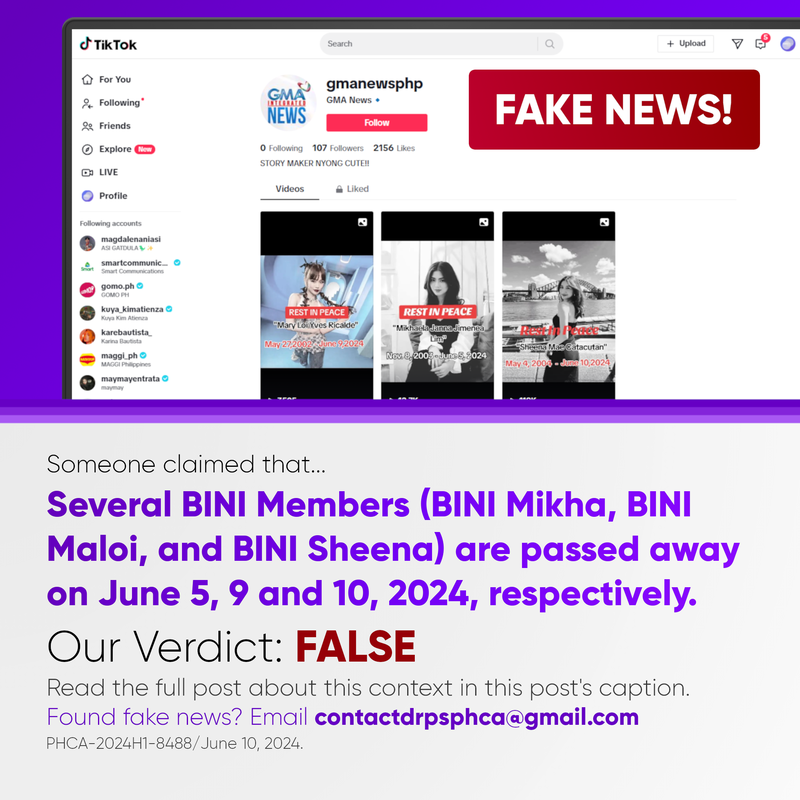 TikTok
Search
+ Upload
5
For You
Following
Friends
Explore New
LIVE
Profile
Following accounts
magdalenaniasi
ASI GATDULA
smartcommunic...
Smart Communications
gomo.ph
GOMO PH
kuya_kimatienza
Kuya Kim Atienza
karebautista_
Karina Bautista
maggi_ph
MAGGI Philippines
maymayentrata
maymay
GMA
INTEGRATED
NEWS
gmanewsphp
GMA News
Follow
0 Following 107 Followers 2156 Likes
STORY MAKER NYONG CUTE!!
Videos Liked
FAKE NEWS!
REST IN PEACE
"Mary Loi Yves Ricalde"
May 27,2002 - June 9,2024
REST IN PEACE
"Mikhaela Janna Jimenea
Lim"
Nov. 8, 2003 - June 5, 2024
Rest in Peace
"Sheena Mae Catacutan"
May 4, 2004 - June 10,2024
Someone claimed that...
Several BINI Members (BINI Mikha, BINI
Maloi, and BINI Sheena) are passed away
on June 5, 9 and 10, 2024, respectively.
Our Verdict: FALSE
Read the full post about this context in this post's caption.
Found fake news? Email contactdrpsphca@gmail.com
PHCA-2024H1-8488/June 10, 2024.